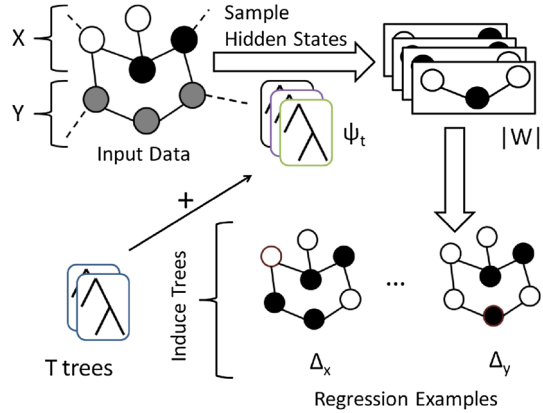 X
Y
Sample
Hidden States
Input Data
ψt
|W|
+
T trees
Induce Trees
...
Δx
Δy
Regression Examples